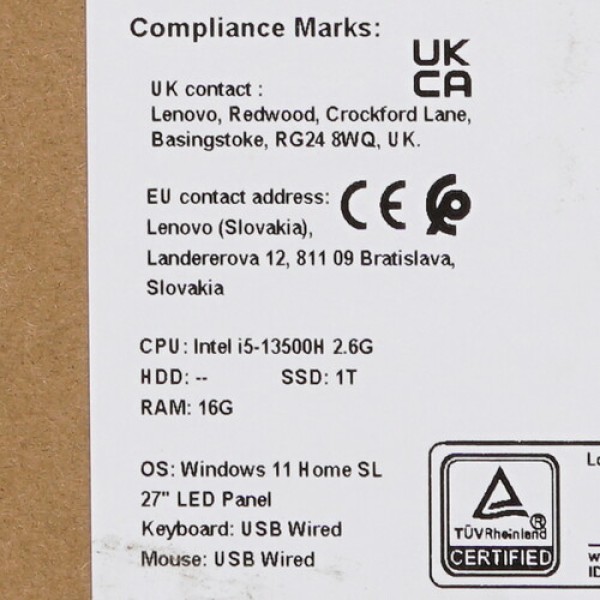 Compliance Marks:
UK
CA
UK contact :
Lenovo, Redwood, Crockford Lane,
Basingstoke, RG24 8WQ, UK.
EU contact address:
CE
Lenovo (Slovakia),
Landererova 12, 811 09 Bratislava,
Slovakia
CPU: Intel i5-13500H 2.6G
HDD: -- SSD: 1T
RAM: 16G
OS: Windows 11 Home SL
27" LED Panel
Keyboard: USB Wired
Mouse: USB Wired
TÜVRheinland®
CERTIFIED